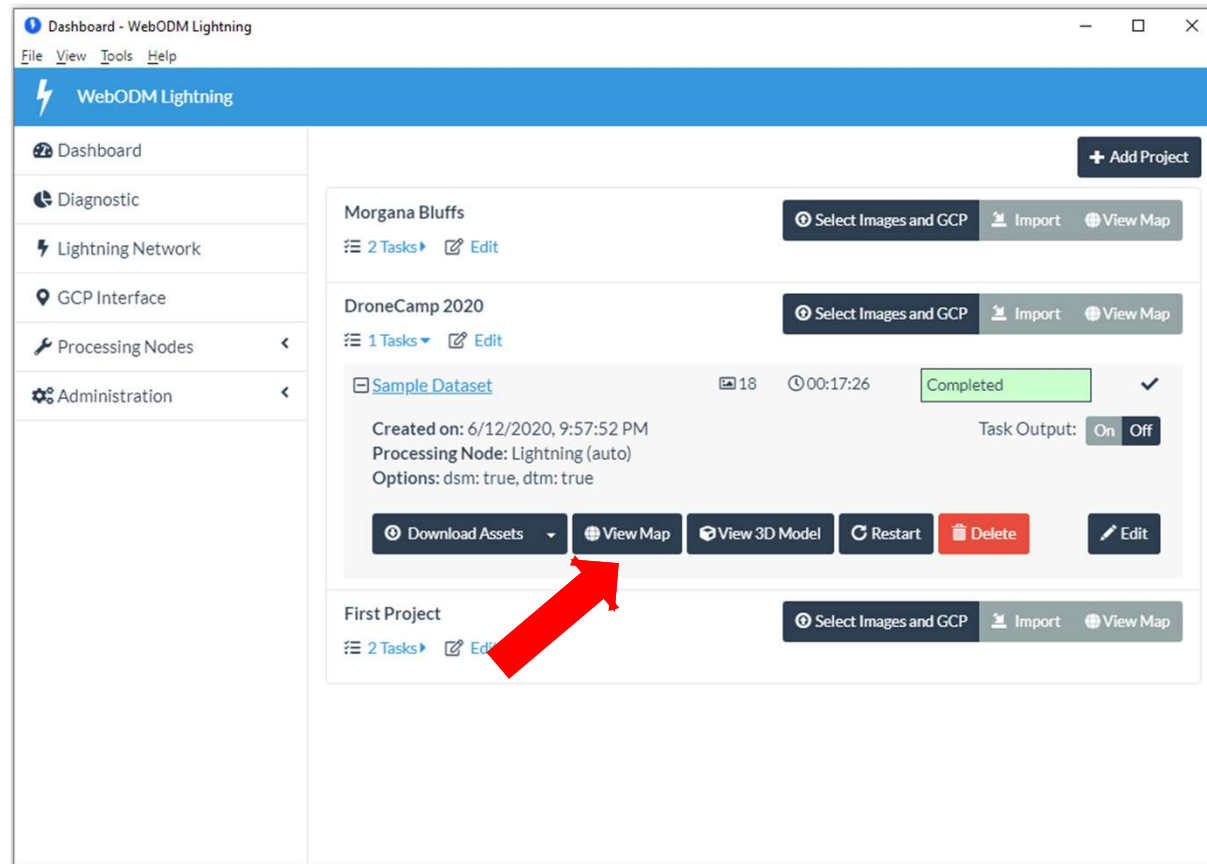 Dashboard - WebODM Lightning
File View Tools Help
WebODM Lightning
Dashboard
Diagnostic
Lightning Network
GCP Interface
Processing Nodes
Administration
Add Project
Morgana Bluffs
Select Images and GCP Import View Map
2 Tasks Edit
DroneCamp 2020
Select Images and GCP Import View Map
1 Tasks Edit
Sample Dataset 18 00:17:26 Completed
Created on: 6/12/2020, 9:57:52 PM
Task Output: On Off
Processing Node: Lightning (auto)
Options: dsm: true, dtm: true
Download Assets View Map View 3D Model Restart Delete Edit
First Project
Select Images and GCP Import View Map
2 Tasks